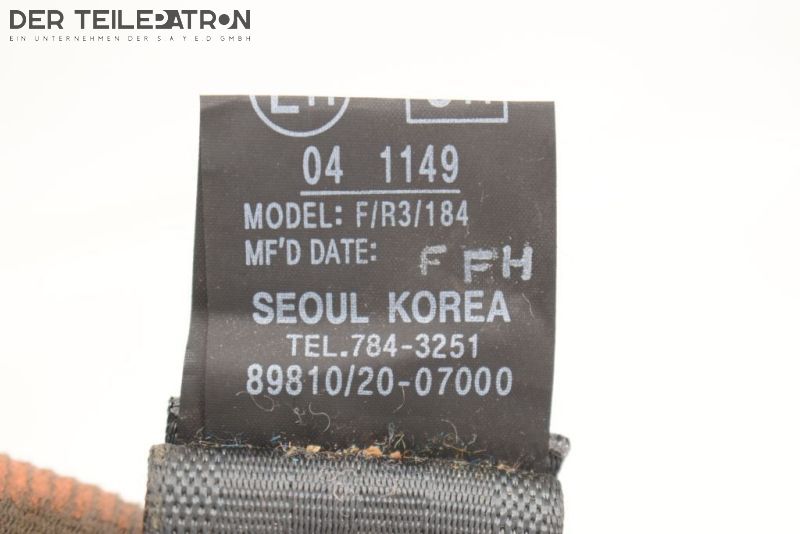 DER TEILEPATRON
EIN UNTERNEHMEN DER S A Y E D GMBH
04 1149
MODEL: F/R3/184
MF'D DATE: F FH
SEOUL KOREA
TEL.784-3251
89810/20-07000